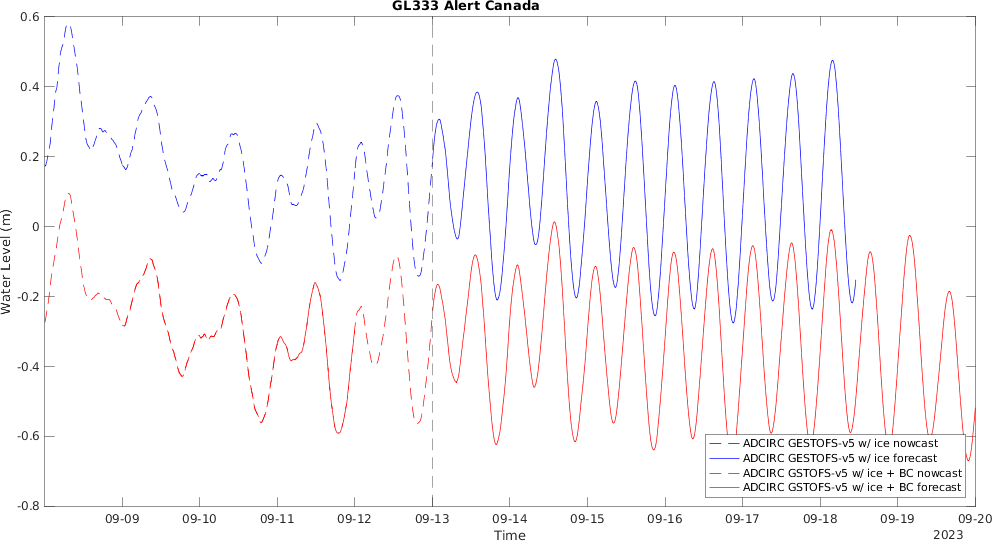 GL333 Alert Canada
0.6
0.4
0.2
0
-0.2
-0.4
-0.6
-0.8
Water Level (m)
ADCIRC GESTOFS-v5 w/ ice nowcast
ADCIRC GESTOFS-v5 w/ ice forecast
ADCIRC GSTOFS-v5 w/ ice + BC nowcast
ADCIRC GSTOFS-v5 w/ ice + BC forecast
09-09 09-10 09-11 09-12 09-13 09-14 09-15 09-16 09-17 09-18 09-19 09-20
Time
2023